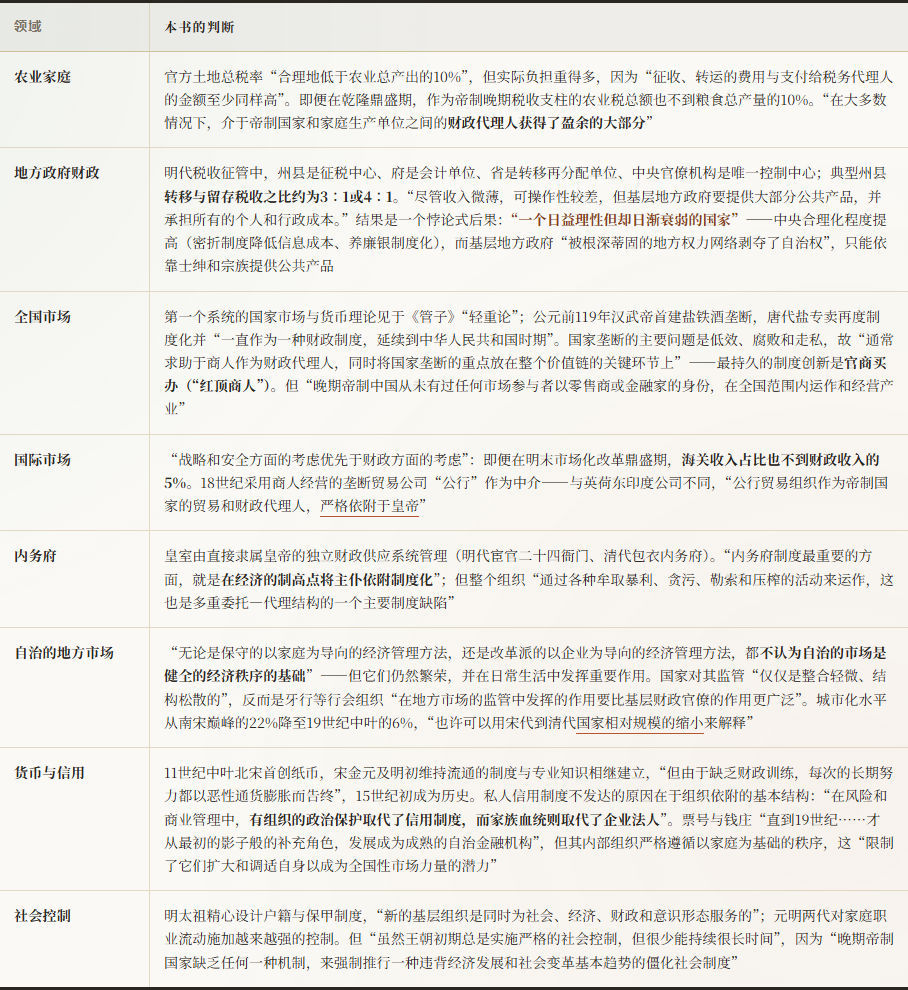 领域 本书的判断
农业家庭 官方土地总税率“合理地低于农业总产出的10%”，但实际负担重得多，因为“征收、转运的费用与支付给税务代理人
的金额至少同样高”。即便在乾隆鼎盛期，作为帝制晚期税收支柱的农业税总额也不到粮食总产量的10%。“在大多数
情况下，介于帝制国家和家庭生产单位之间的财政代理人获得了盈余的大部分”
地方政府财政 明代税收征管中，州县是征税中心、府是会计单位、省是转移再分配单位、中央官僚机构是唯一控制中心；典型州县
转移与留存税收之比约为3∶1或4∶1。“尽管收入微薄，可操作性较差，但基层地方政府要提供大部分公共产品，并
承担所有的个人和行政成本。”结果是一个悖论式后果：“一个日益理性但却日渐衰弱的国家”——中央合理化程度提
高（密折制度降低信息成本、养廉银制度化），而基层地方政府“被根深蒂固的地方权力网络剥夺了自治权”，只能依
靠士绅和宗族提供公共产品
全国市场 第一个系统的国家市场与货币理论见于《管子》“轻重论”；公元前119年汉武帝首建盐铁酒垄断，唐代盐专卖再度制
度化并“一直作为一种财政制度，延续到中华人民共和国时期”。国家垄断的主要问题是低效、腐败和走私，故“通常
求助于商人作为财政代理人，同时将国家垄断的重点放在整个价值链的关键环节上”——最持久的制度创新是官商买
办（“红顶商人”）。但“晚期帝制中国从未有过任何市场参与者以零售商或金融家的身份，在全国范围内运作和经营产
业”
国际市场 “战略和安全方面的考虑优先于财政方面的考虑”：即便在明末市场化改革鼎盛期，海关收入占比也不到财政收入的
5%。18世纪采用商人经营的垄断贸易公司“公行”作为中介——与英荷东印度公司不同，“公行贸易组织作为帝制国
家的贸易和财政代理人，严格依附于皇帝”
内务府 皇室由直接隶属皇帝的独立财政供应系统管理（明代宦官二十四衙门、清代包衣内务府）。“内务府制度最重要的方
面，就是在经济的制高点将主仆依附制度化”；但整个组织“通过各种牟取暴利、贪污、勒索和压榨的活动来运作，这
也是多重委托—代理结构的一个主要制度缺陷”
自治的地方市场 “无论是保守的以家庭为导向的经济管理方法，还是改革派的以企业为导向的经济管理方法，都不认为自治的市场是
健全的经济秩序的基础”——但它们仍然繁荣，并在日常生活中发挥重要作用。国家对其监管“仅仅是整合轻微、结
构松散的”，反而是牙行等行会组织“在地方市场的监管中发挥的作用要比基层财政官僚的作用更广泛”。城市化水平
从南宋巅峰的22%降至19世纪中叶的6%，“也许可以用宋代到清代国家相对规模的缩小来解释”
货币与信用 11世纪中叶北宋首创纸币，宋金元及明初维持流通的制度与专业知识相继建立，“但由于缺乏财政训练，每次的长期努
力都以恶性通货膨胀而告终”，15世纪初成为历史。私人信用制度不发达的原因在于组织依附的基本结构：“在风险和
商业管理中，有组织的政治保护取代了信用制度，而家族血统则取代了企业法人”。票号与钱庄“直到19世纪……才
从最初的影子般的补充角色，发展成为成熟的自治金融机构”，但其内部组织严格遵循以家庭为基础的秩序，这“限制
了它们扩大和调适自身以成为全国性市场力量的潜力”
社会控制 明太祖精心设计户籍与保甲制度，“新的基层组织是同时为社会、经济、财政和意识形态服务的”；元明两代对家庭职
业流动施加越来越强的控制。但“虽然王朝初期总是实施严格的社会控制，但很少能持续很长时间”，因为“晚期帝制
国家缺乏任何一种机制，来强制推行一种违背经济发展和社会变革基本趋势的僵化社会制度”